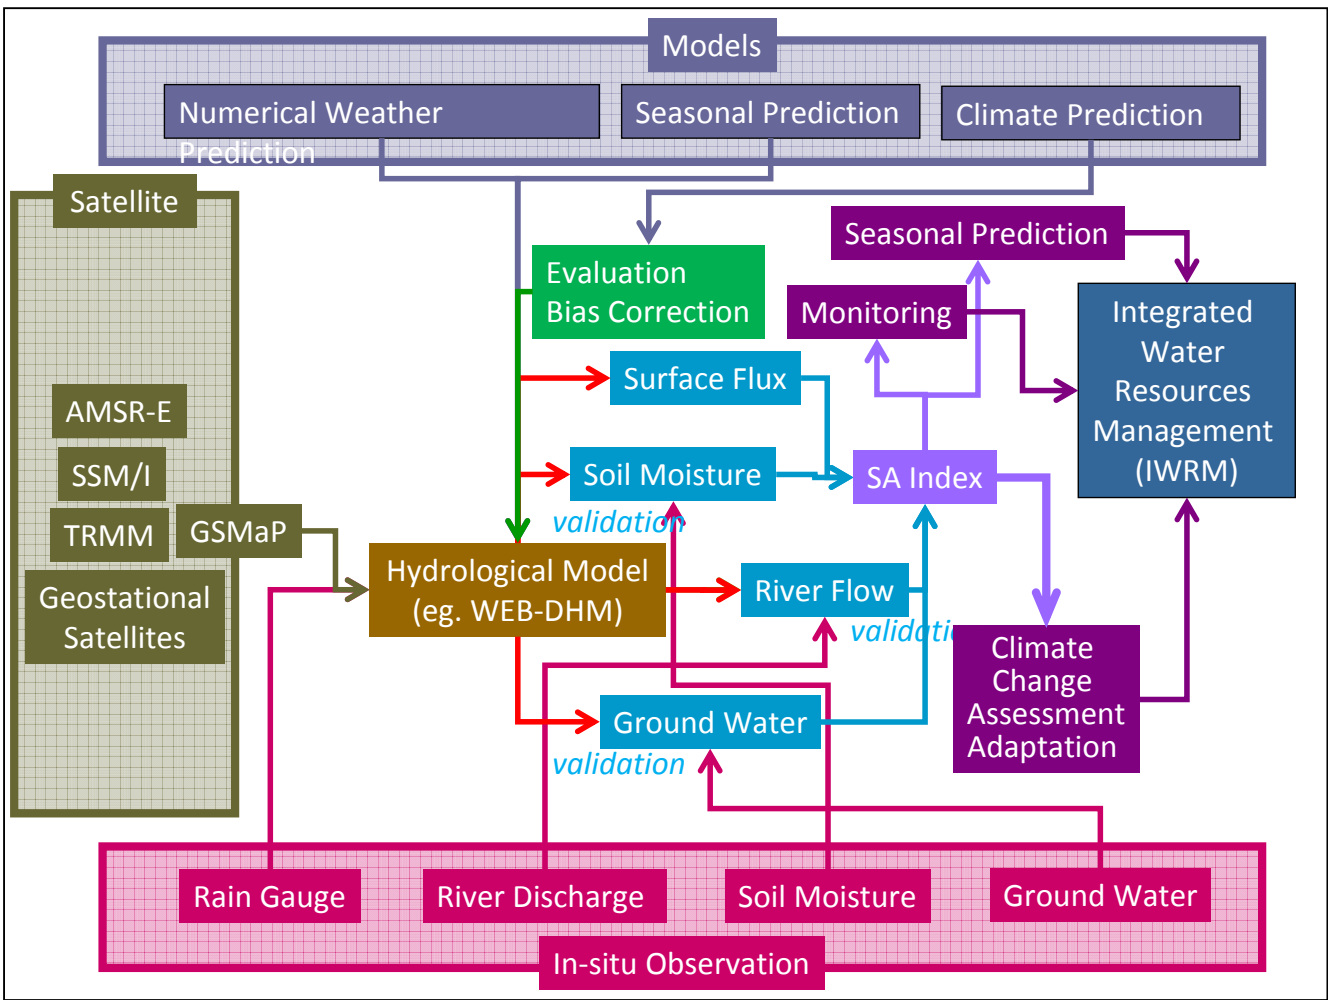 Models
Numerical Weather
Prediction
Seasonal Prediction
Climate Prediction
Satellite
AMSR-E
SSM/I
TRMM
GSMaP
Geostational
Satellites
Evaluation
Bias Correction
Surface Flux
Soil Moisture
validation
Hydrological Model
(eg. WEB-DHM)
River Flow
validati
Ground Water
validation
Seasonal Prediction
Monitoring
SA Index
Climate
Change
Assessment
Adaptation
Integrated
Water
Resources
Management
(IWRM)
Rain Gauge
River Discharge
Soil Moisture
Ground Water
In-situ Observation